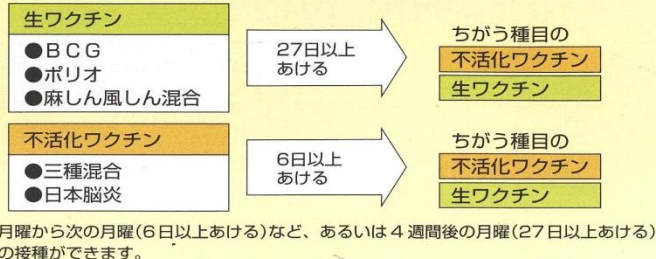 生ワクチン
●BCG
●ポリオ
●麻しん風しん混合
27日以上
あける
ちがう種目の
不活化ワクチン
生ワクチン
不活化ワクチン
●三種混合
●日本脳炎
6日以上
あける
ちがう種目の
不活化ワクチン
生ワクチン
月曜から次の月曜(6日以上あける)など、あるいは4週間後の月曜(27日以上あける)
の接種ができます。